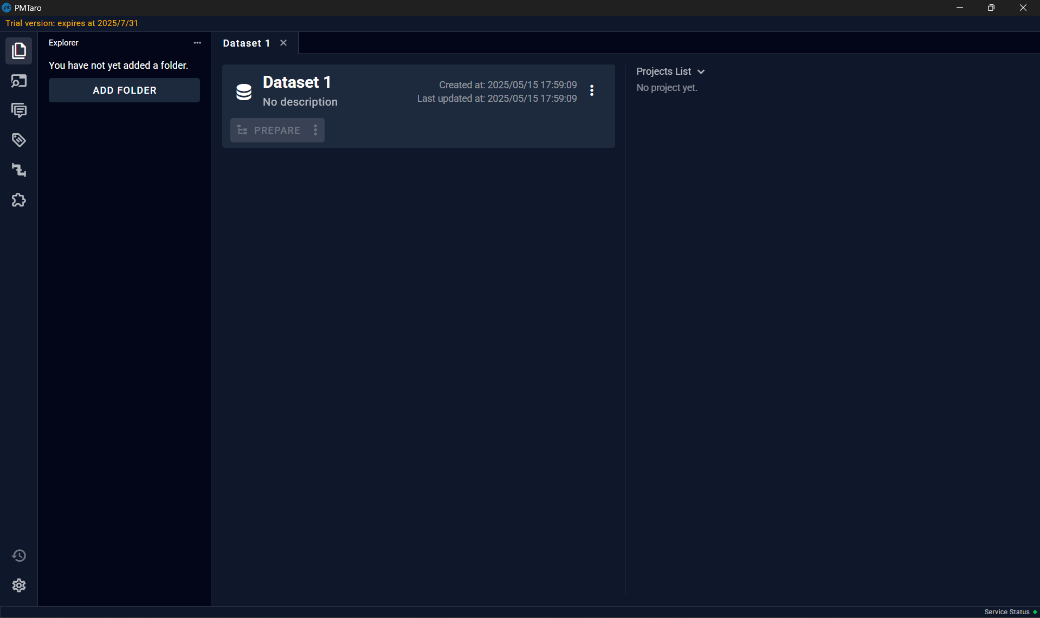 PMTaro
Trial version: expires at 2025/7/31
Explorer
You have not yet added a folder.
ADD FOLDER
Dataset 1
Dataset 1
No description
Created at: 2025/05/15 17:59:09
Last updated at: 2025/05/15 17:59:09
PREPARE
Projects List
No project yet.
Service Status